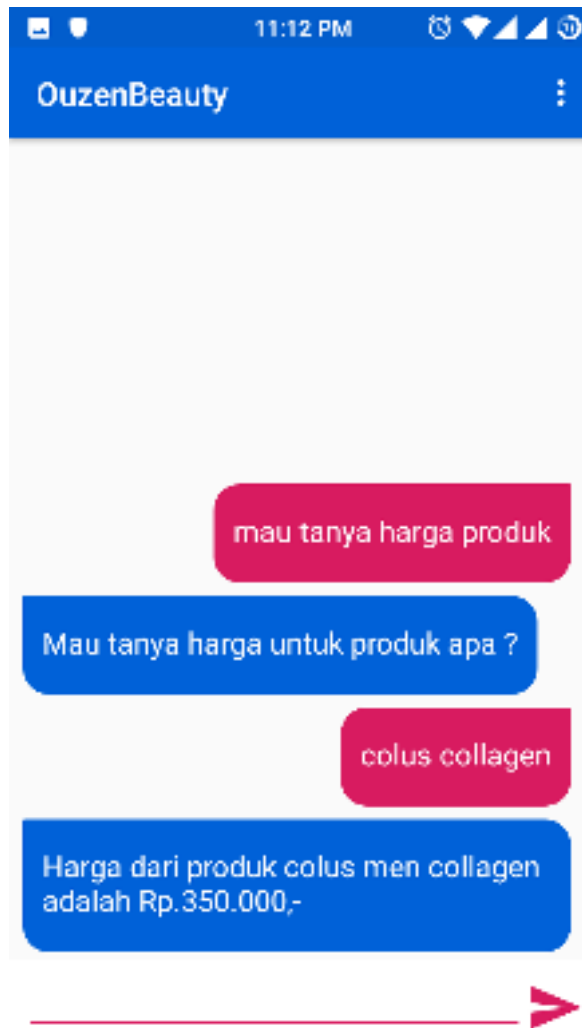 11:12 PM
OuzenBeauty
mau tanya harga produk
Mau tanya harga untuk produk apa ?
colus collagen
Harga dari produk colus men collagen
adalah Rp.350.000,-